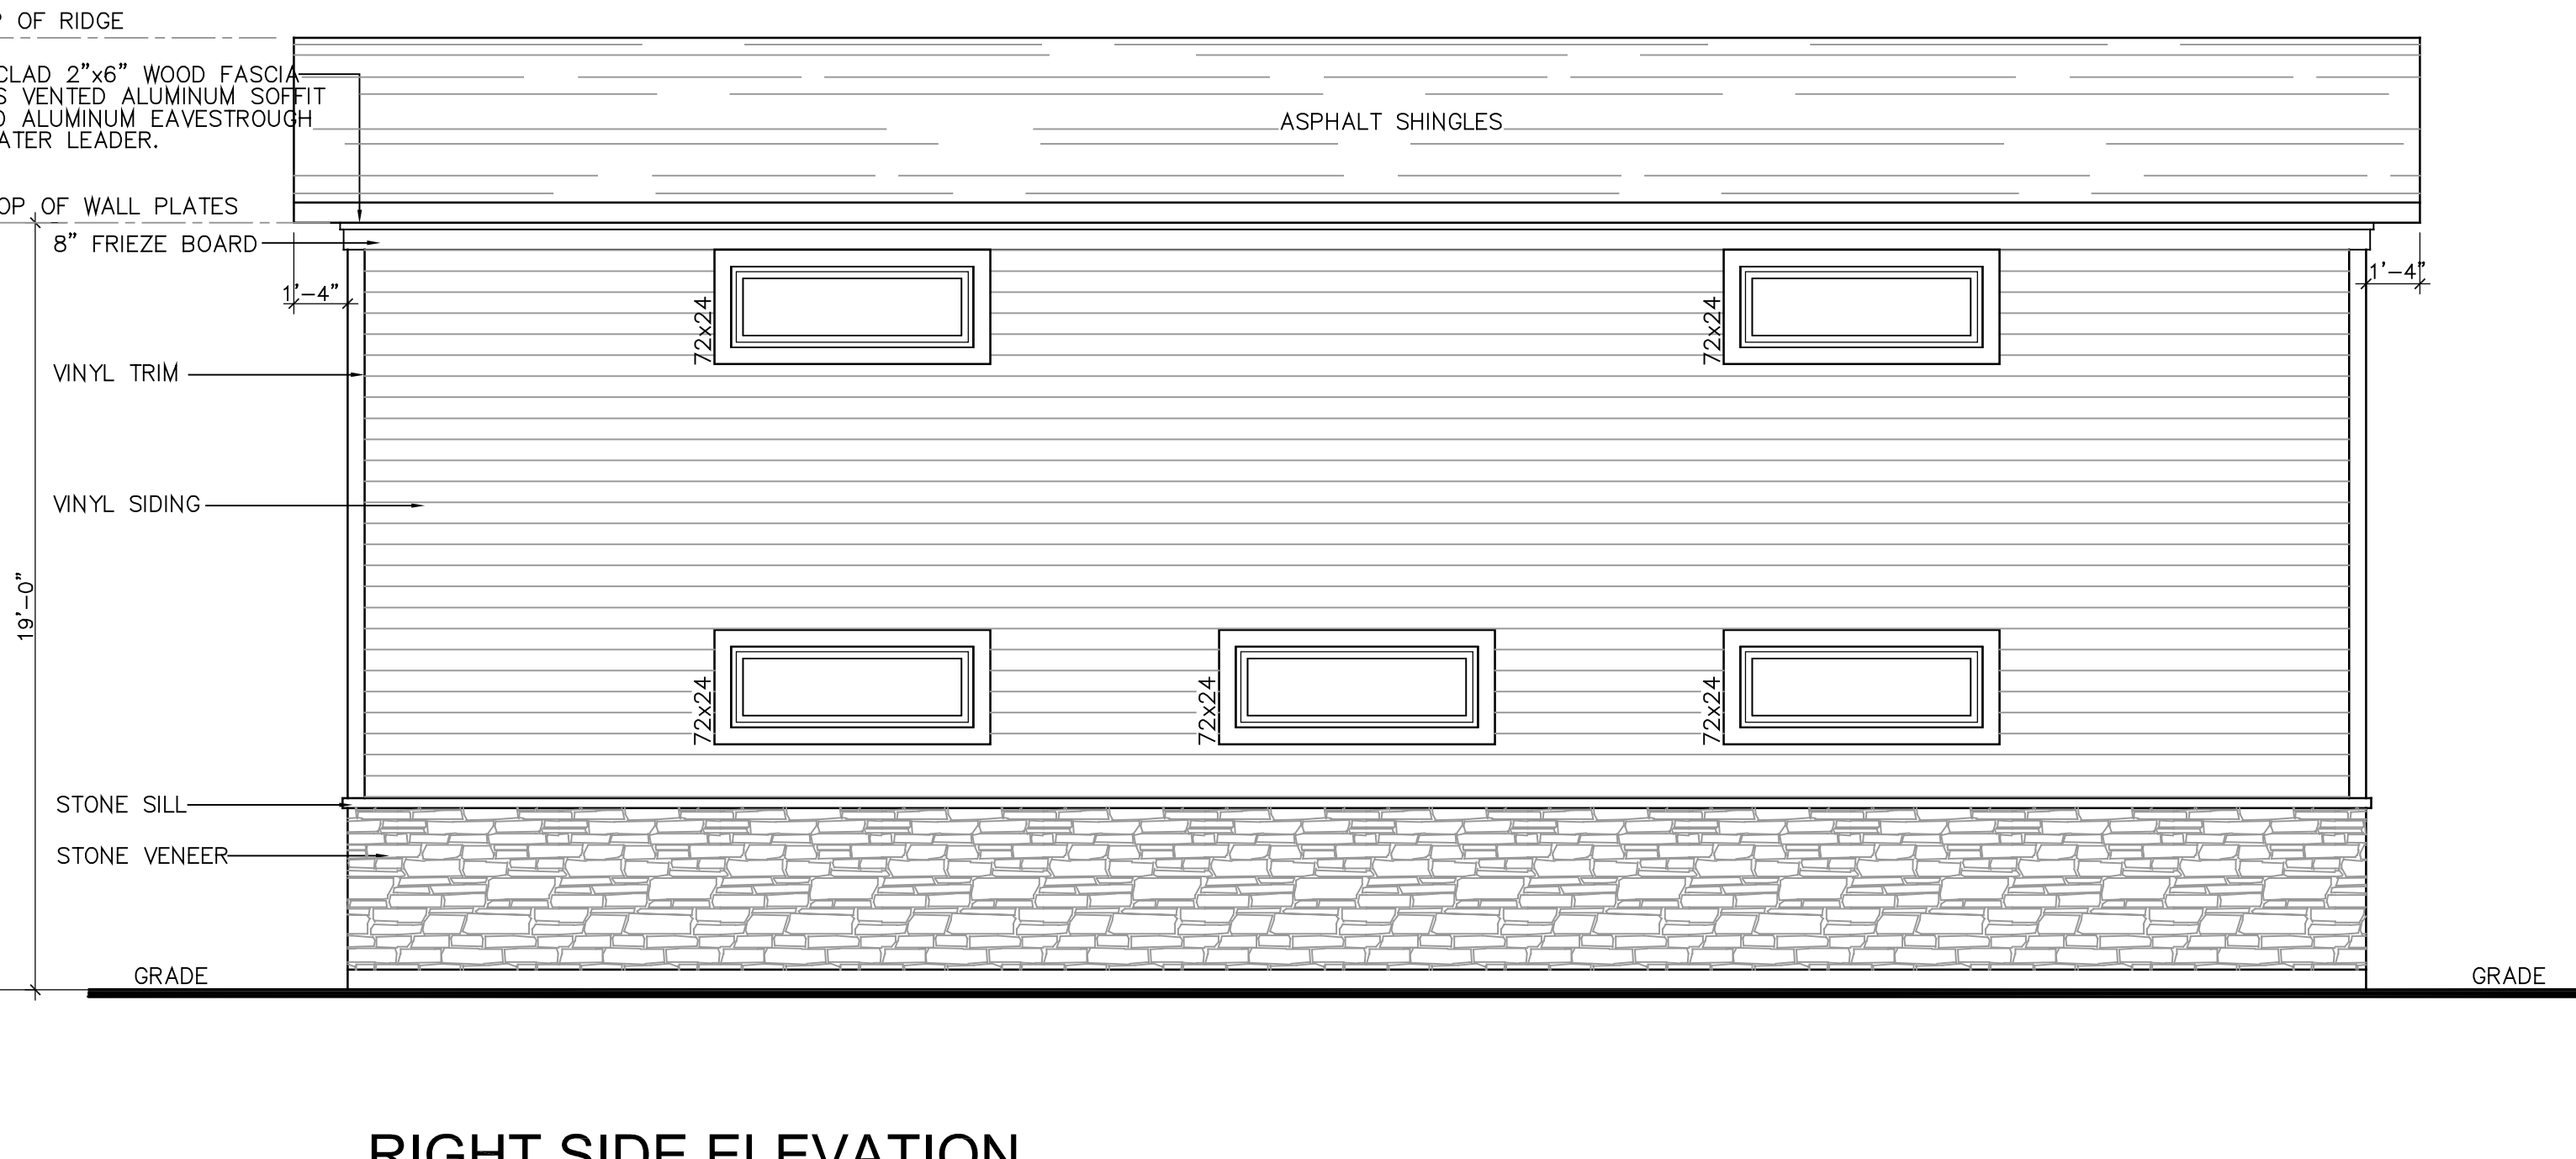 OF RIDGE
CLAD 2"x6" WOOD FASCIA
VENTED ALUMINUM SOFFIT
ALUMINUM EAVESTROUGH
ATER LEADER.
ASPHALT SHINGLES
OP OF WALL PLATES
8" FRIEZE BOARD
1'-4"
1'-4"
72x24
72x24
VINYL TRIM
VINYL SIDING
19'-0"
72x24
72x24
72x24
STONE SILL
STONE VENEER
GRADE
GRADE
RIGHT SIDE ELEVATION